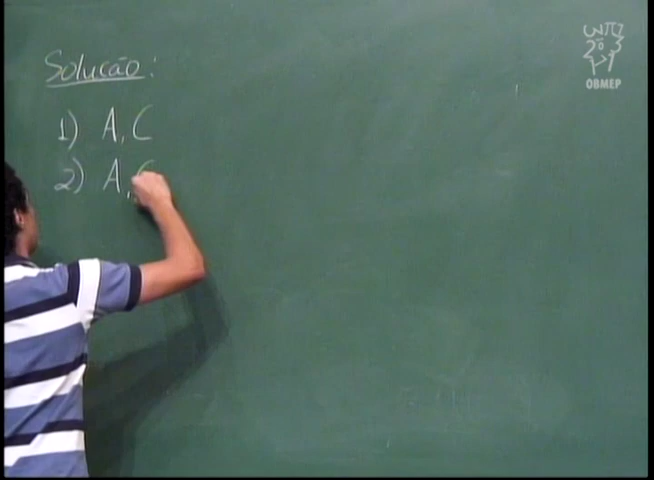 Solução:
1) A, C
2) A,
OBMEP